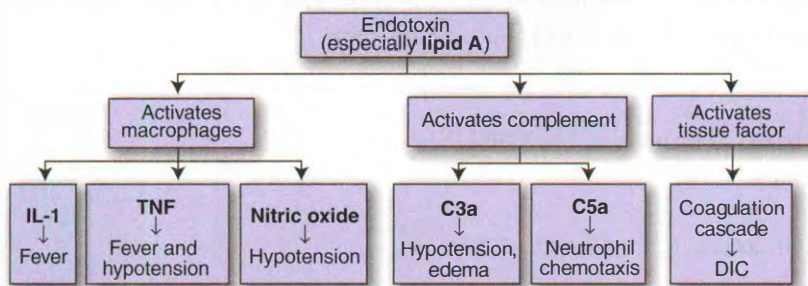 Endotoxin
(especially lipid A)
Activates
macrophages
Activates complement
Activates
tissue factor
IL-1
↓
Fever
TNF
↓
Fever and
hypotension
Nitric oxide
↓
Hypotension
C3a
↓
Hypotension,
edema
C5a
↓
Neutrophil
chemotaxis
Coagulation
cascade
↓
DIC